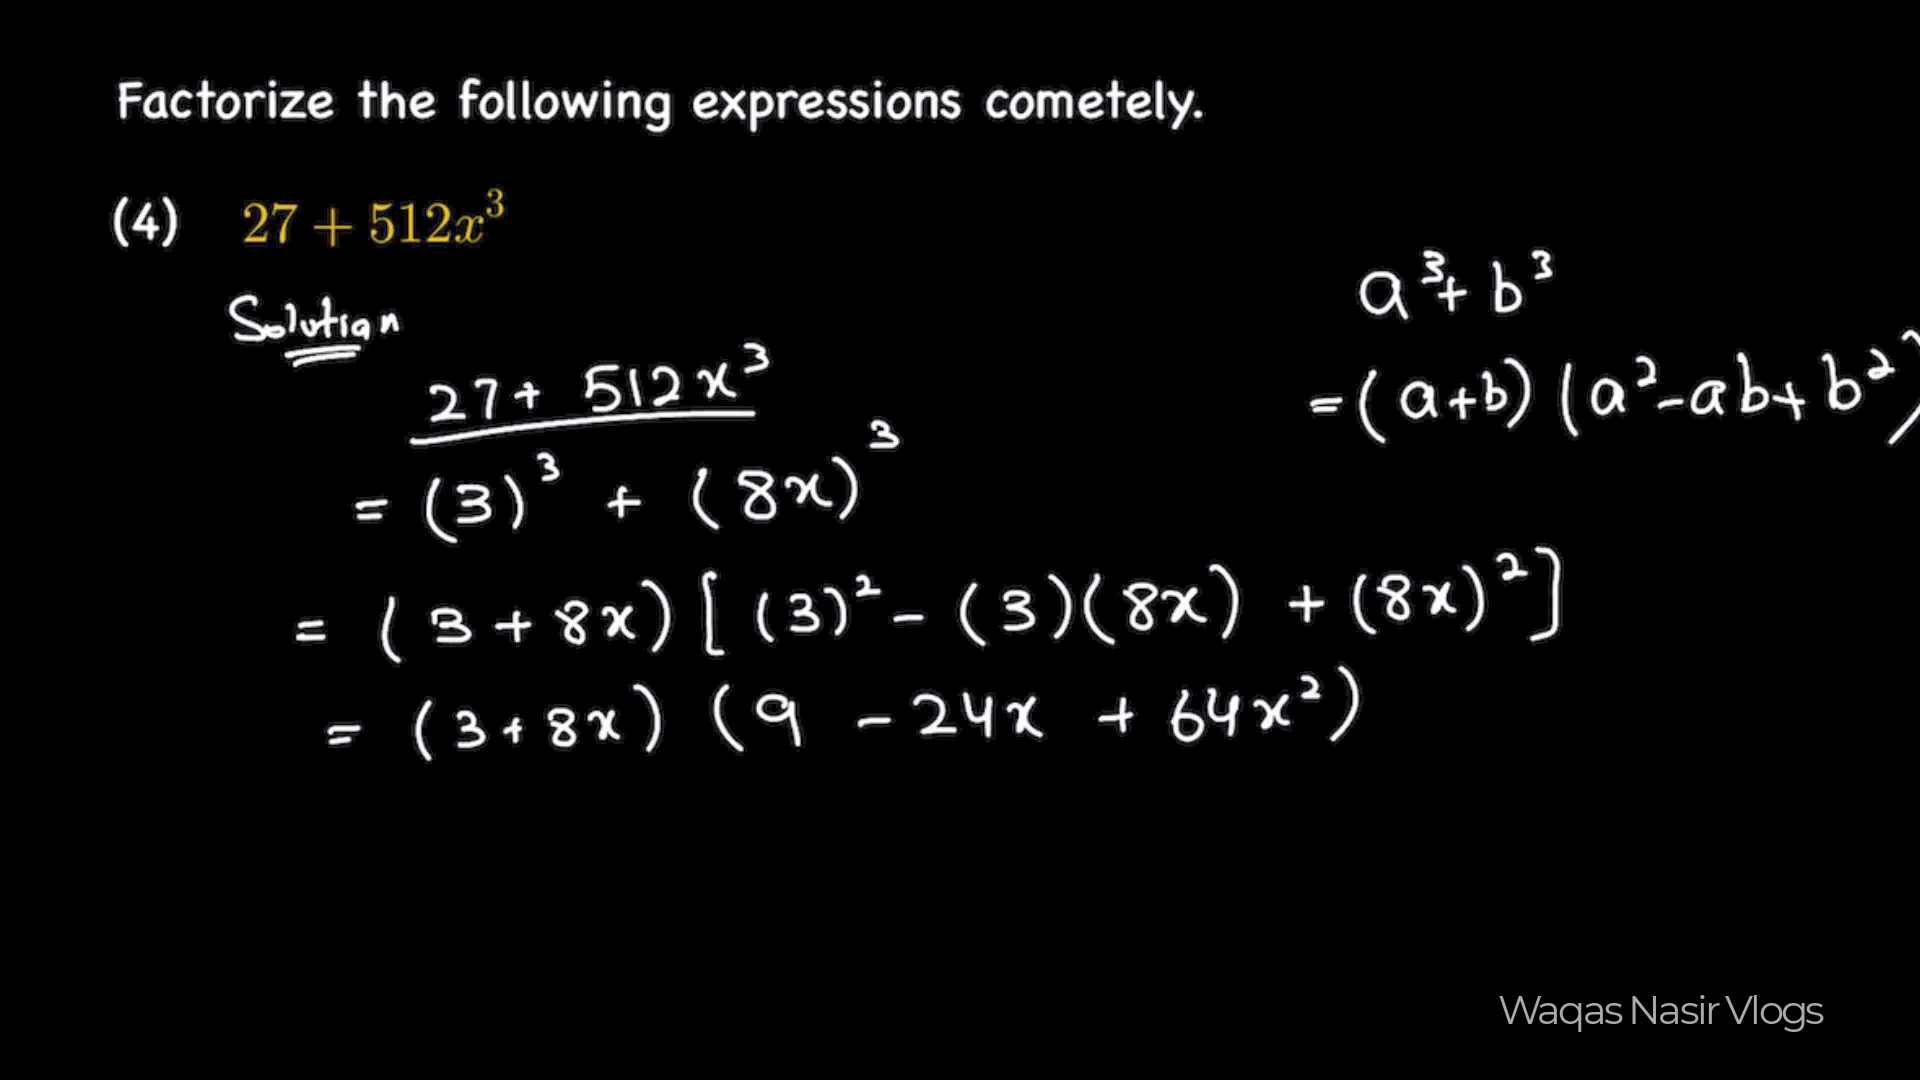 Factorize the following expressions cometely.
(4) 27 + 512x³
Solution
a³ + b³
= (a+b) (a² - ab + b²)
27 + 512x³
= (3)³ + (8x)³
= (3 + 8x) [(3)² - (3)(8x) + (8x)²]
= (3 + 8x) (9 - 24x + 64x²)
Waqas Nasir Vlogs